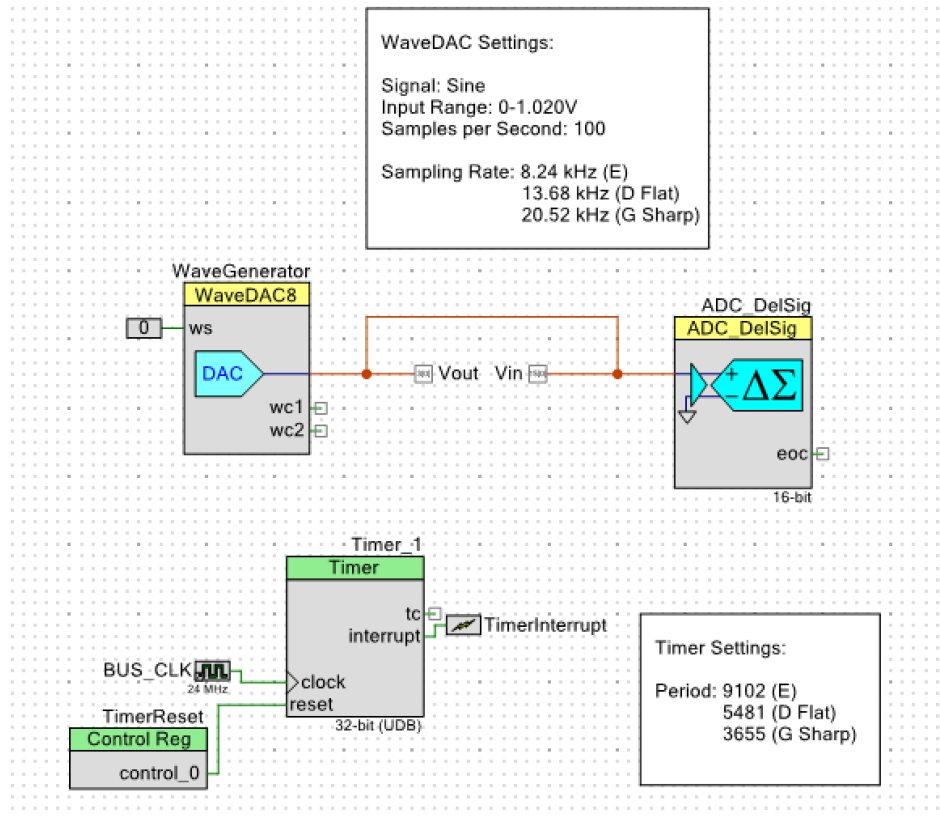 WaveDAC Settings:
Signal: Sine
Input Range: 0-1.020V
Samples per Second: 100
Sampling Rate: 8.24 kHz (E)
13.68 kHz (D Flat)
20.52 kHz (G Sharp)
WaveGenerator
WaveDAC8
0
ws
DAC
wc1
wc2
Vout
Vin
ADC_DelSig
ADC_DelSig
+
−
ΔΣ
eoc
16-bit
Timer_1
Timer
tc
interrupt
TimerInterrupt
BUS_CLK
24 MHz
clock
reset
32-bit (UDB)
TimerReset
Control Reg
control_0
Timer Settings:
Period: 9102 (E)
5481 (D Flat)
3655 (G Sharp)